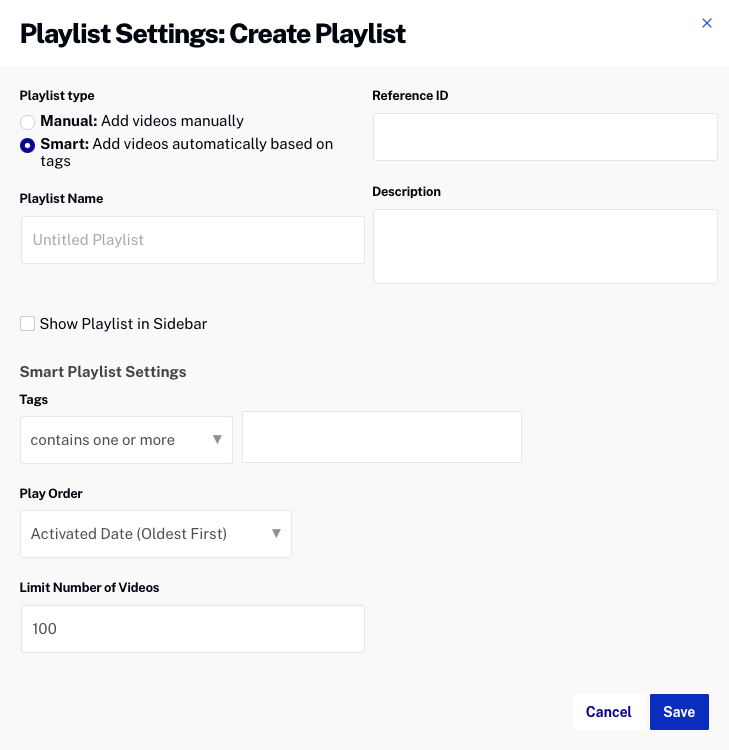 Playlist Settings: Create Playlist
Playlist type
Manual: Add videos manually
Smart: Add videos automatically based on
tags
Reference ID
Playlist Name
Untitled Playlist
Description
Show Playlist in Sidebar
Smart Playlist Settings
Tags
contains one or more
Play Order
Activated Date (Oldest First)
Limit Number of Videos
100
Cancel
Save